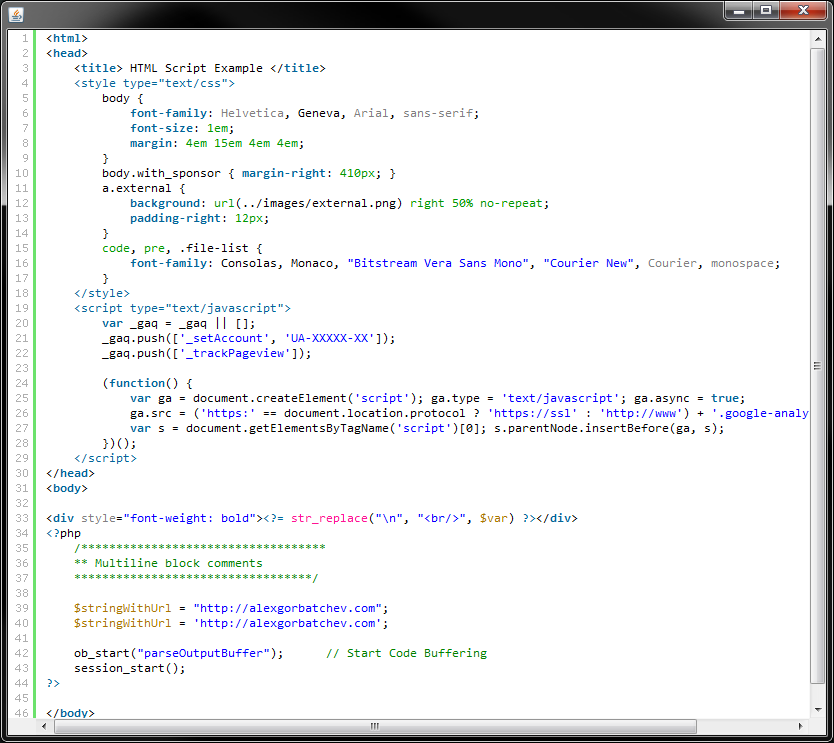 1 <html>
2 <head>
3     <title> HTML Script Example </title>
4     <style type="text/css">
5         body {
6             font-family: Helvetica, Geneva, Arial, sans-serif;
7             font-size: 1em;
8             margin: 4em 15em 4em 4em;
9         }
10         body.with_sponsor { margin-right: 410px; }
11         a.external {
12             background: url(../images/external.png) right 50% no-repeat;
13             padding-right: 12px;
14         }
15         code, pre, .file-list {
16             font-family: Consolas, Monaco, "Bitstream Vera Sans Mono", "Courier New", Courier, monospace;
17         }
18     </style>
19     <script type="text/javascript">
20         var _gaq = _gaq || [];
21         _gaq.push(['_setAccount', 'UA-XXXXX-XX']);
22         _gaq.push(['_trackPageview']);
23
24         (function() {
25             var ga = document.createElement('script'); ga.type = 'text/javascript'; ga.async = true;
26             ga.src = ('https:' == document.location.protocol ? 'https://ssl' : 'http://www') + '.google-analy
27             var s = document.getElementsByTagName('script')[0]; s.parentNode.insertBefore(ga, s);
28         })();
29     </script>
30 </head>
31 <body>
32
33 <div style="font-weight: bold"><?= str_replace("\n", "<br/>", $var) ?></div>
34 <?php
35     /***********************************
36     ** Multiline block comments
37     **********************************/
38
39     $stringWithUrl = "http://alexgorbatchev.com";
40     $stringWithUrl = 'http://alexgorbatchev.com';
41
42     ob_start("parseOutputBuffer");      // Start Code Buffering
43     session_start();
44 ?>
45
46 </body>